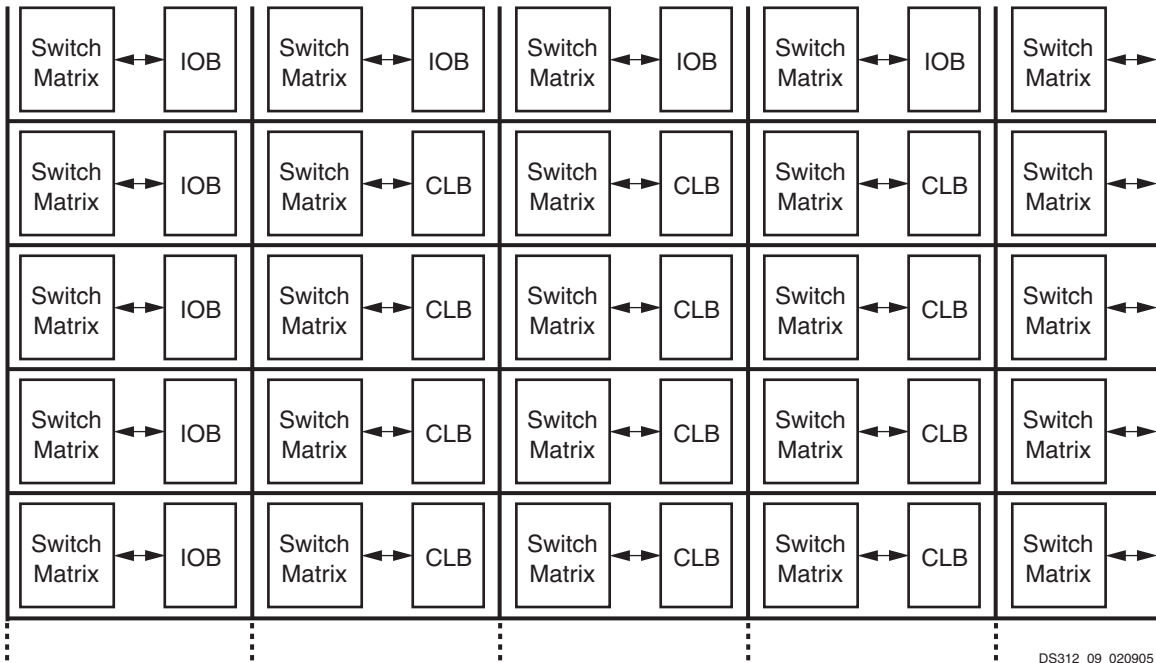 Switch Matrix IOB Switch Matrix IOB Switch Matrix IOB Switch Matrix IOB Switch Matrix
Switch Matrix IOB Switch Matrix CLB Switch Matrix CLB Switch Matrix CLB Switch Matrix
Switch Matrix IOB Switch Matrix CLB Switch Matrix CLB Switch Matrix CLB Switch Matrix
Switch Matrix IOB Switch Matrix CLB Switch Matrix CLB Switch Matrix CLB Switch Matrix
Switch Matrix IOB Switch Matrix CLB Switch Matrix CLB Switch Matrix CLB Switch Matrix
DS312_09_020905